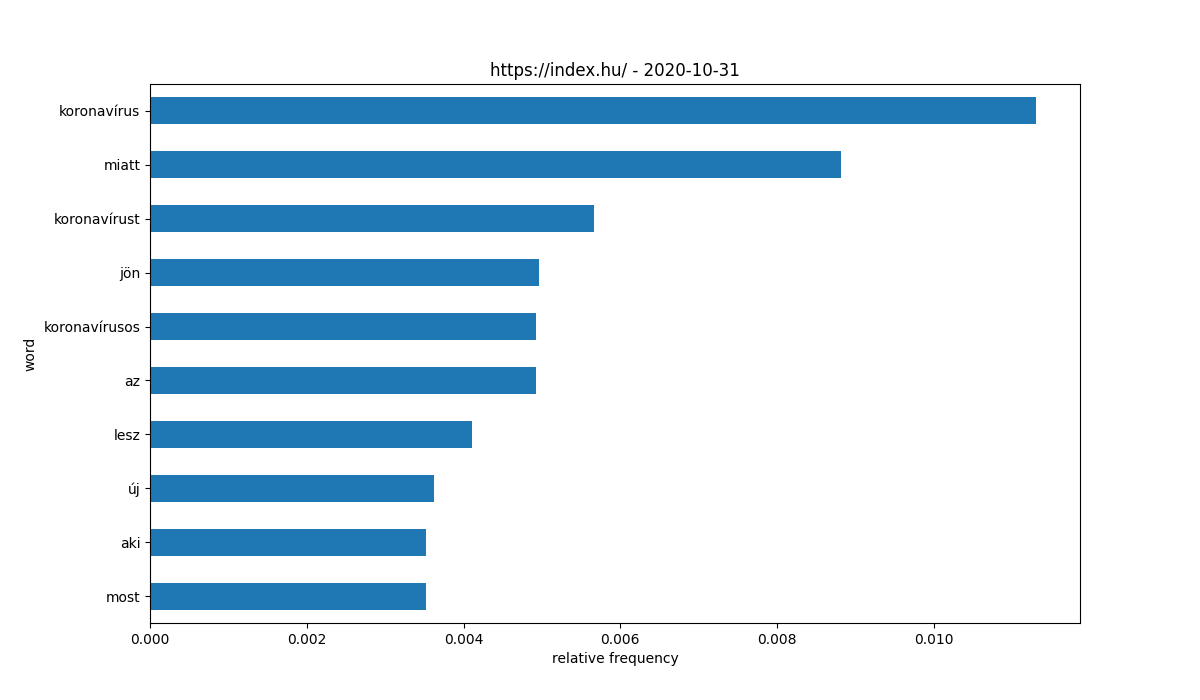 https://index.hu/ - 2020-10-31
koronavírus
miatt
koronavírust
jön
koronavírusos
az
lesz
új
aki
most
word
0.000 0.002 0.004 0.006 0.008 0.010
relative frequency